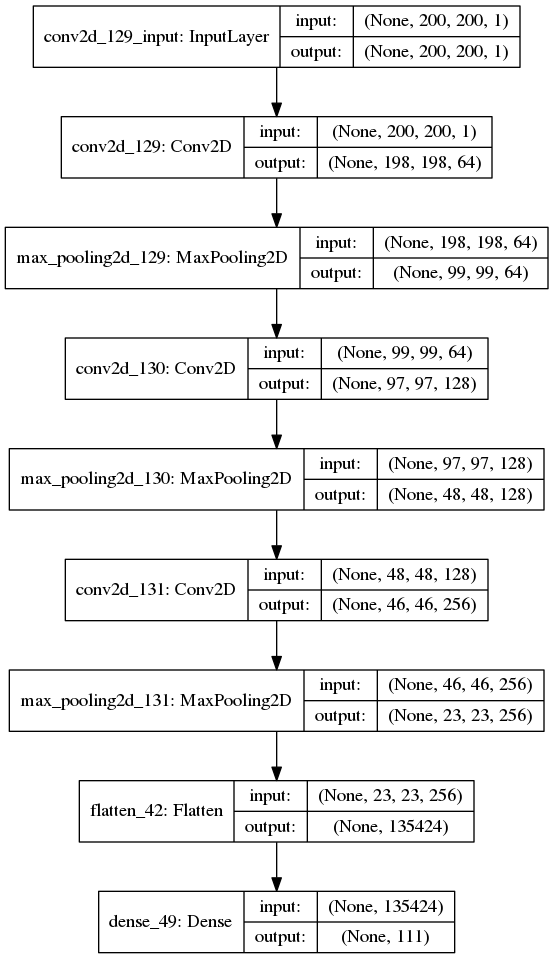 conv2d_129_input: InputLayer
input: (None, 200, 200, 1)
output: (None, 200, 200, 1)
conv2d_129: Conv2D
input: (None, 200, 200, 1)
output: (None, 198, 198, 64)
max_pooling2d_129: MaxPooling2D
input: (None, 198, 198, 64)
output: (None, 99, 99, 64)
conv2d_130: Conv2D
input: (None, 99, 99, 64)
output: (None, 97, 97, 128)
max_pooling2d_130: MaxPooling2D
input: (None, 97, 97, 128)
output: (None, 48, 48, 128)
conv2d_131: Conv2D
input: (None, 48, 48, 128)
output: (None, 46, 46, 256)
max_pooling2d_131: MaxPooling2D
input: (None, 46, 46, 256)
output: (None, 23, 23, 256)
flatten_42: Flatten
input: (None, 23, 23, 256)
output: (None, 135424)
dense_49: Dense
input: (None, 135424)
output: (None, 111)